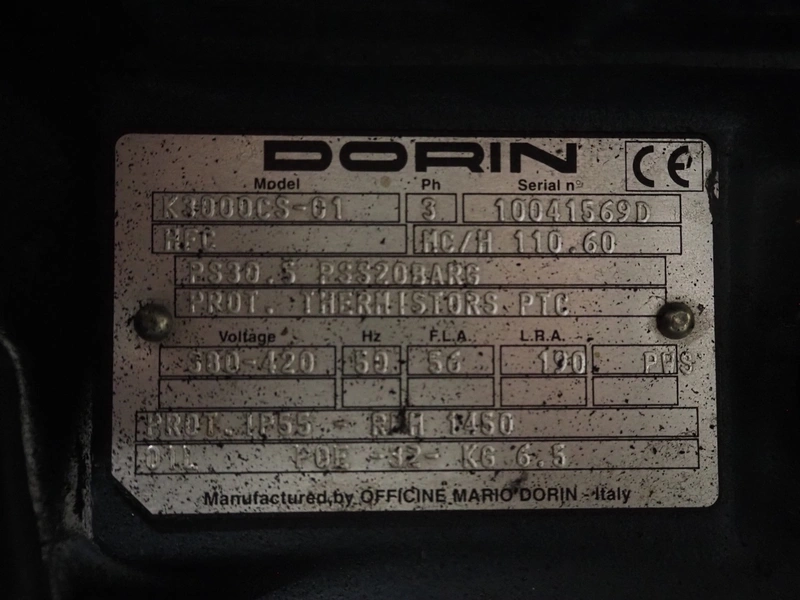 DORIN CE
Model Ph Serial n°
K3000CS-01 3 10041569D
HFC MC/H 110.60
PS30.5 PSS20BARG
PROT. THERMISTORS PTC
Voltage Hz F.L.A. L.R.A.
380-420 50 56 190 PWS
PROT. IP55 - RPM 1450
OIL POE -32- KG 6.5
Manufactured by OFFICINE MARIO DORIN - Italy